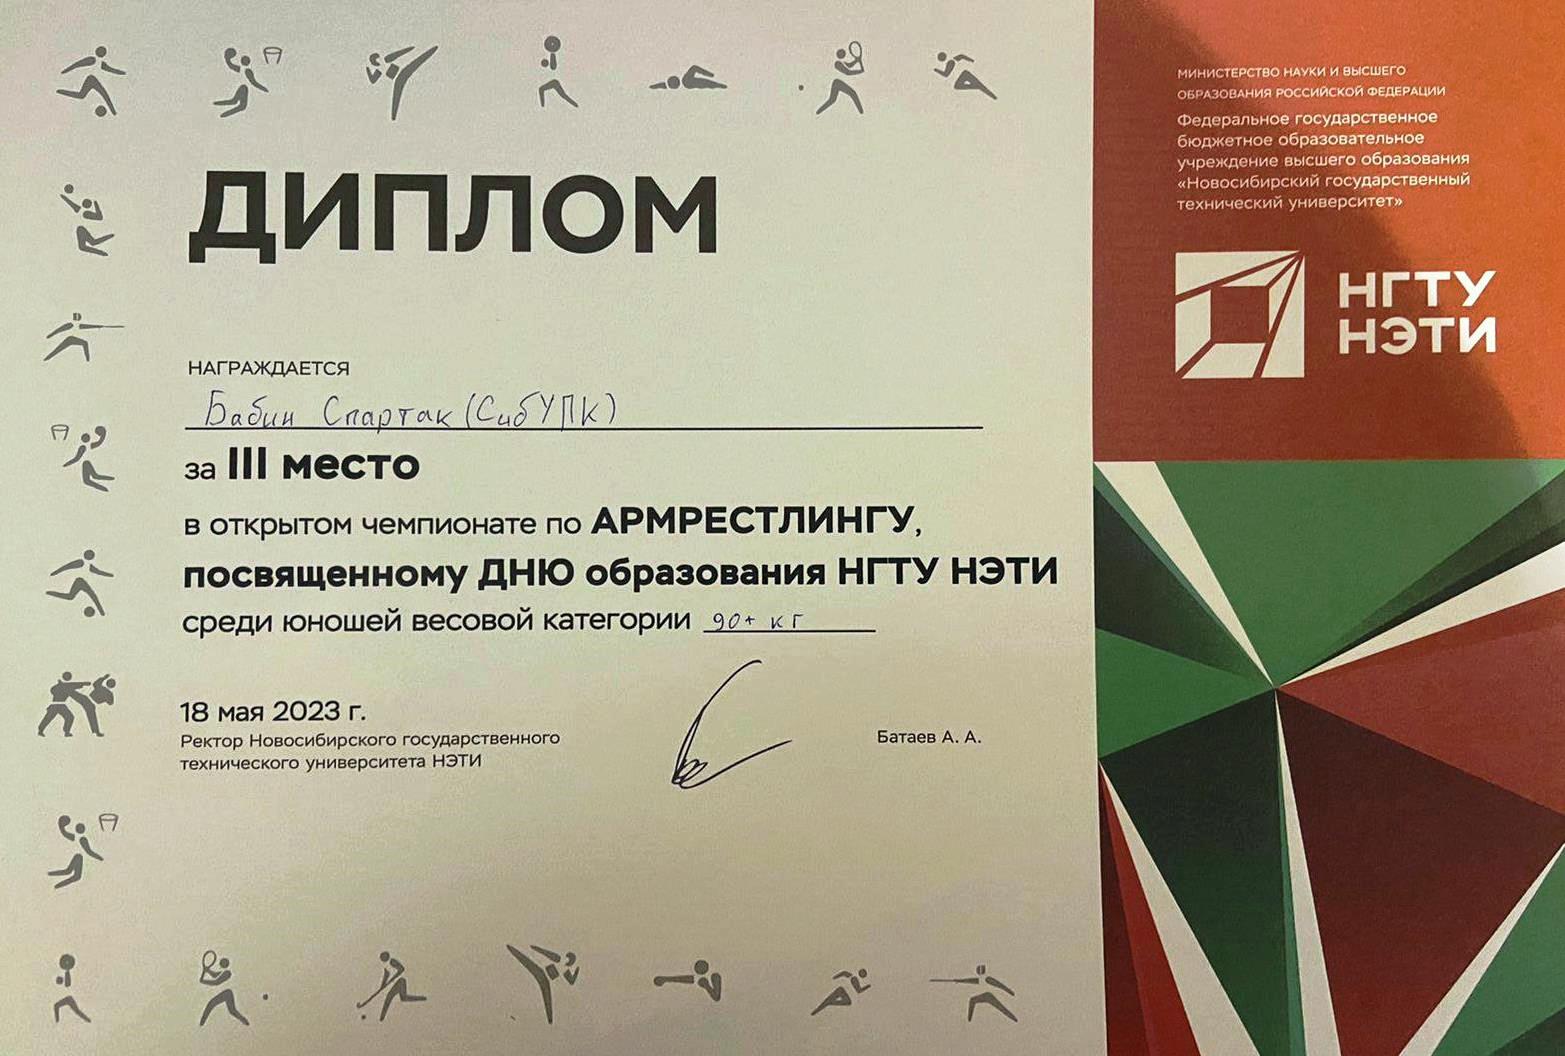 МИНИСТЕРСТВО НАУКИ И ВЫСШЕГО
ОБРАЗОВАНИЯ РОССИЙСКОЙ ФЕДЕРАЦИИ
Федеральное государственное
бюджетное образовательное
учреждение высшего образования
«Новосибирский государственный
технический университет»
НГТУ
НЭТИ
ДИПЛОМ
НАГРАЖДАЕТСЯ
Бабин Спартак (СибУПК)
за III место
в открытом чемпионате по АРМРЕСТЛИНГУ,
посвященному ДНЮ образования НГТУ НЭТИ
среди юношей весовой категории 90+ кг
18 мая 2023 г.
Ректор Новосибирского государственного
технического университета НЭТИ
Батаев А. А.